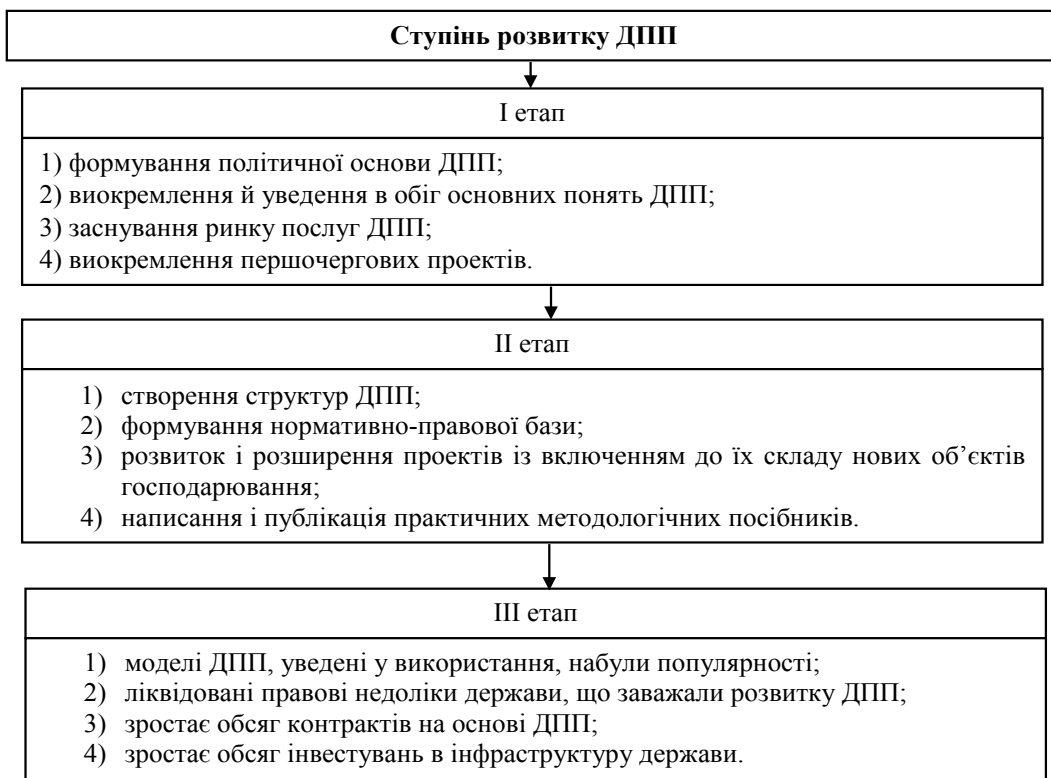 Ступінь розвитку ДПП
І етап
1) формування політичної основи ДПП;
2) виокремлення й уведення в обіг основних понять ДПП;
3) заснування ринку послуг ДПП;
4) виокремлення першочергових проектів.
ІІ етап
1) створення структур ДПП;
2) формування нормативно-правової бази;
3) розвиток і розширення проектів із включенням до їх складу нових об’єктів
господарювання;
4) написання і публікація практичних методологічних посібників.
ІІІ етап
1) моделі ДПП, уведені у використання, набули популярності;
2) ліквідовані правові недоліки держави, що заважали розвитку ДПП;
3) зростає обсяг контрактів на основі ДПП;
4) зростає обсяг інвестувань в інфраструктуру держави.